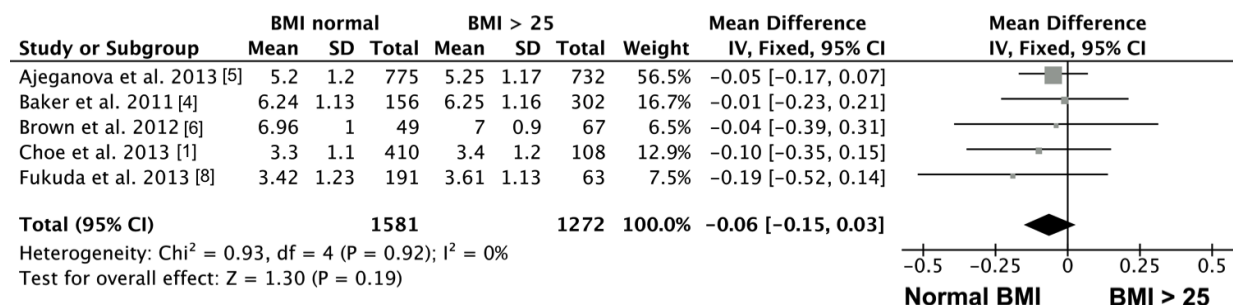 BMI normal BMI > 25 Mean Difference Mean Difference
Study or Subgroup Mean SD Total Mean SD Total Weight IV, Fixed, 95% CI IV, Fixed, 95% CI
Ajeganova et al. 2013 [5] 5.2 1.2 775 5.25 1.17 732 56.5% −0.05 [−0.17, 0.07]
Baker et al. 2011 [4] 6.24 1.13 156 6.25 1.16 302 16.7% −0.01 [−0.23, 0.21]
Brown et al. 2012 [6] 6.96 1 49 7 0.9 67 6.5% −0.04 [−0.39, 0.31]
Choe et al. 2013 [1] 3.3 1.1 410 3.4 1.2 108 12.9% −0.10 [−0.35, 0.15]
Fukuda et al. 2013 [8] 3.42 1.23 191 3.61 1.13 63 7.5% −0.19 [−0.52, 0.14]
Total (95% CI) 1581 1272 100.0% −0.06 [−0.15, 0.03]
Heterogeneity: Chi² = 0.93, df = 4 (P = 0.92); I² = 0%
Test for overall effect: Z = 1.30 (P = 0.19)
−0.5 −0.25 0 0.25 0.5
Normal BMI BMI > 25